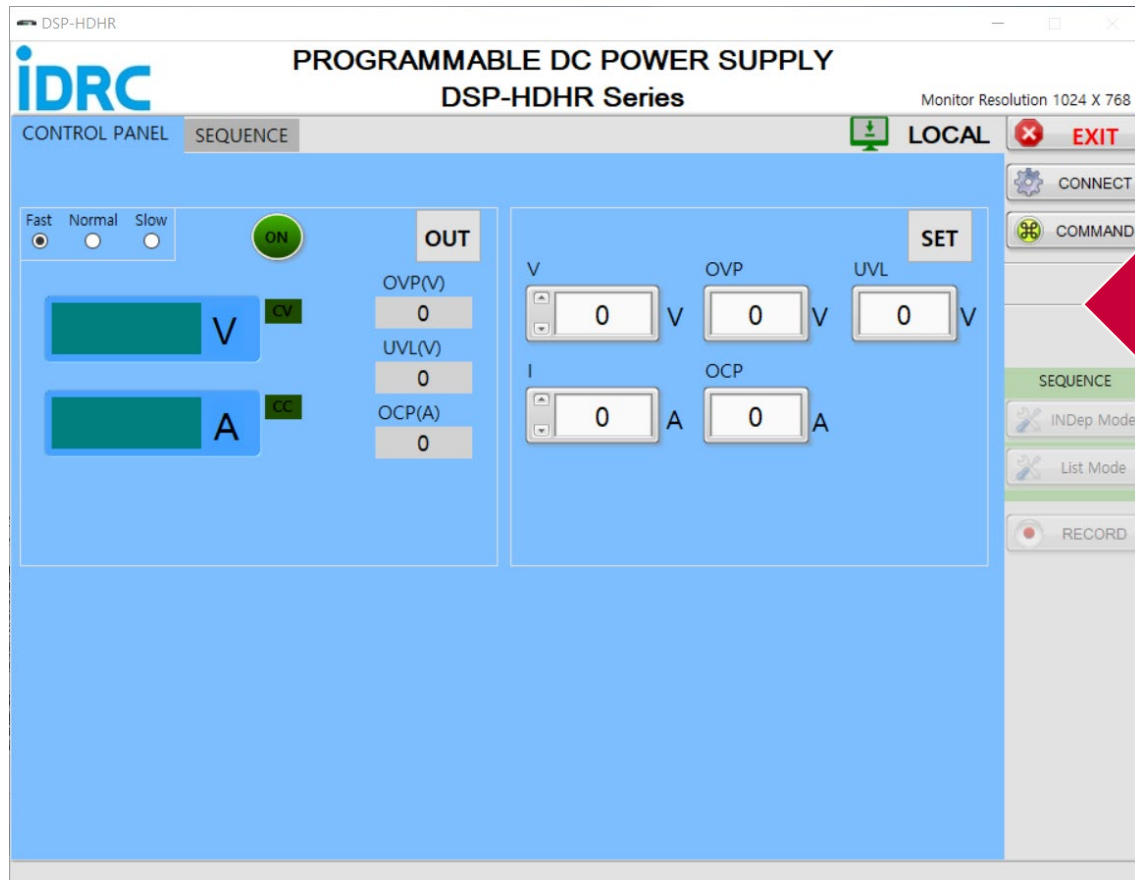 DSP-HDHR
iDRC
PROGRAMMABLE DC POWER SUPPLY
DSP-HDHR Series
Monitor Resolution 1024 X 768
CONTROL PANEL
SEQUENCE
LOCAL
EXIT
CONNECT
COMMAND
Fast Normal Slow
ON
OUT
OVP(V)
0
V
CV
UVL(V)
0
A
CC
OCP(A)
0
SET
V OVP UVL
0 V 0 V 0 V
I OCP
0 A 0 A
SEQUENCE
INDep Mode
List Mode
RECORD